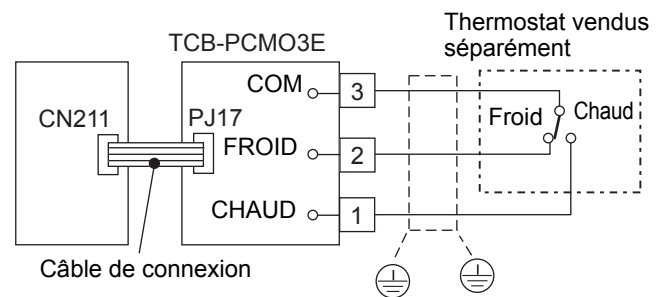 Thermostat vendus
séparément
TCB-PCMO3E
COM
3
CN211
PJ17
Froid
Chaud
FROID
2
CHAUD
1
Câble de connexion